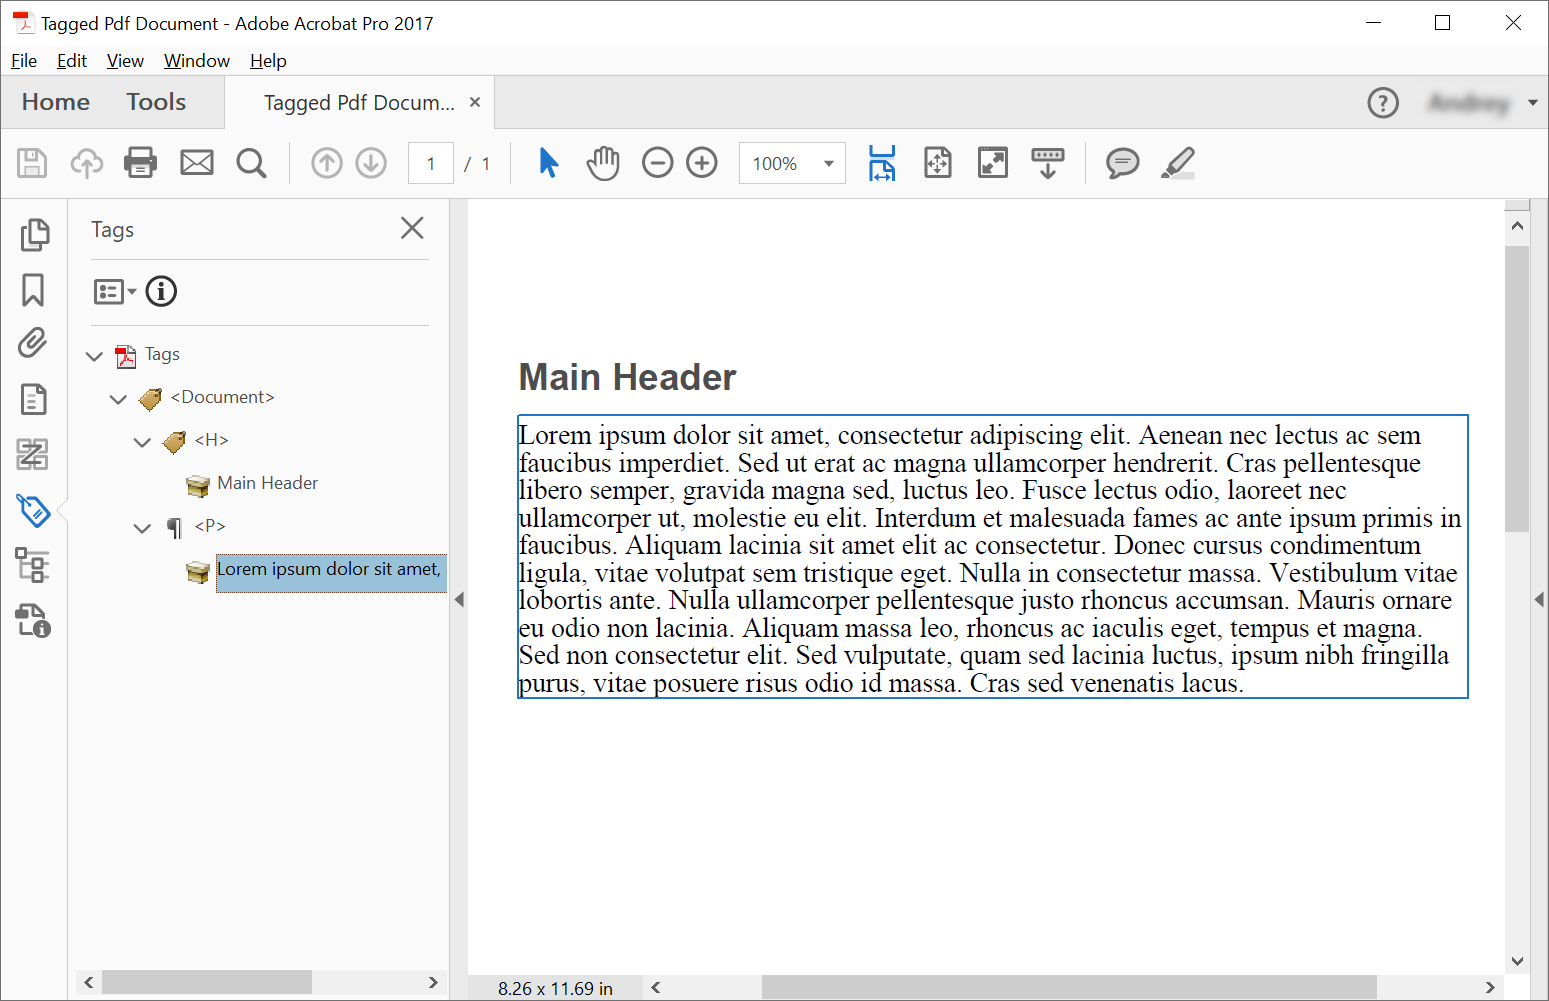 Tagged Pdf Document - Adobe Acrobat Pro 2017
File Edit View Window Help
Home Tools Tagged Pdf Docum...
1 / 1 100%
Tags
Tags
<Document>
<H>
Main Header
<P>
Lorem ipsum dolor sit amet,
Main Header
Lorem ipsum dolor sit amet, consectetur adipiscing elit. Aenean nec lectus ac sem
faucibus imperdiet. Sed ut erat ac magna ullamcorper hendrerit. Cras pellentesque
libero semper, gravida magna sed, luctus leo. Fusce lectus odio, laoreet nec
ullamcorper ut, molestie eu elit. Interdum et malesuada fames ac ante ipsum primis in
faucibus. Aliquam lacinia sit amet elit ac consectetur. Donec cursus condimentum
ligula, vitae volutpat sem tristique eget. Nulla in consectetur massa. Vestibulum vitae
lobortis ante. Nulla ullamcorper pellentesque justo rhoncus accumsan. Mauris ornare
eu odio non lacinia. Aliquam massa leo, rhoncus ac iaculis eget, tempus et magna.
Sed non consectetur elit. Sed vulputate, quam sed lacinia luctus, ipsum nibh fringilla
purus, vitae posuere risus odio id massa. Cras sed venenatis lacus.
8.26 x 11.69 in